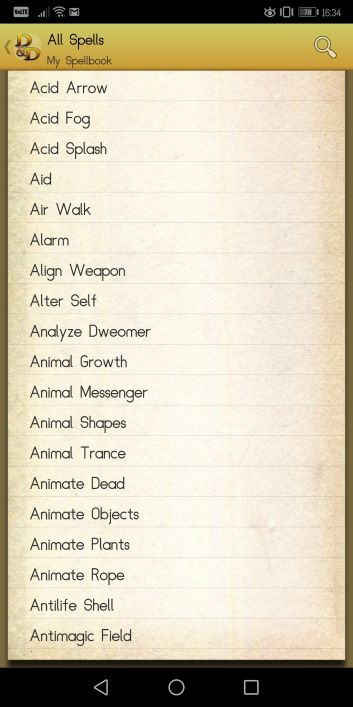 VoLTE
78
16:34
D&D
All Spells
My Spellbook
Acid Arrow
Acid Fog
Acid Splash
Aid
Air Walk
Alarm
Align Weapon
Alter Self
Analyze Dweomer
Animal Growth
Animal Messenger
Animal Shapes
Animal Trance
Animate Dead
Animate Objects
Animate Plants
Animate Rope
Antilife Shell
Antimagic Field